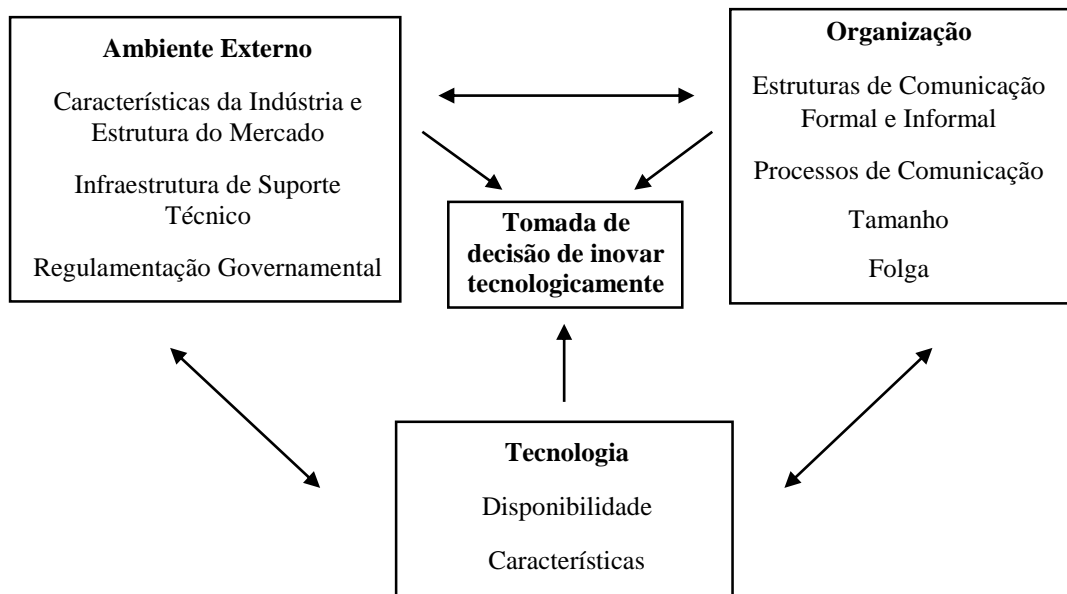 Ambiente Externo
Características da Indústria e
Estrutura do Mercado
Infraestrutura de Suporte
Técnico
Regulamentação Governamental
Organização
Estruturas de Comunicação
Formal e Informal
Processos de Comunicação
Tamanho
Folga
Tomada de
decisão de inovar
tecnologicamente
Tecnologia
Disponibilidade
Características